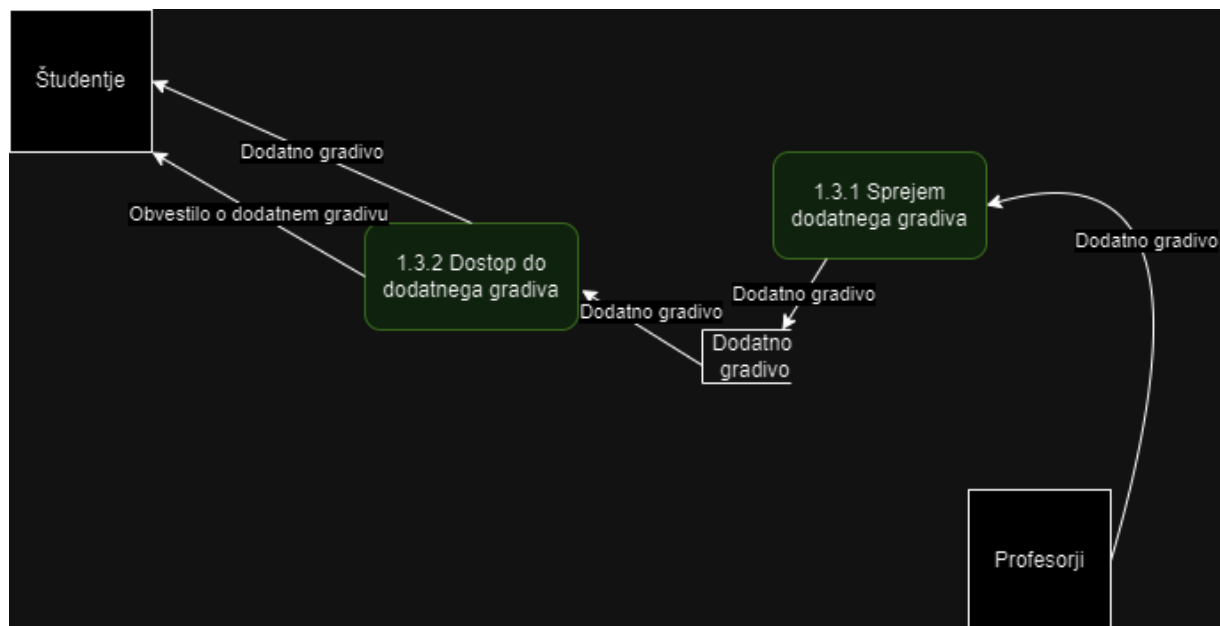 Študentje
Dodatno gradivo
Obvestilo o dodatnem gradivu
1.3.1 Sprejem
dodatnega gradiva
Dodatno gradivo
1.3.2 Dostop do
dodatnega gradiva
Dodatno gradivo
Dodatno gradivo
Dodatno
gradivo
Profesorji